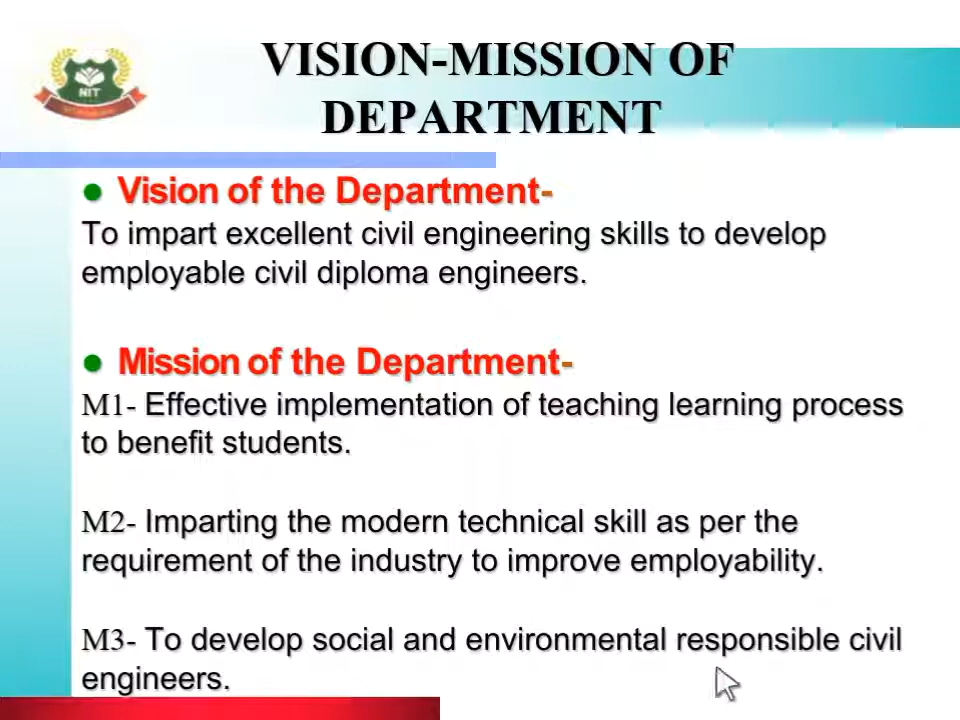 NIT
VISION-MISSION OF
DEPARTMENT
Vision of the Department-
To impart excellent civil engineering skills to develop
employable civil diploma engineers.
Mission of the Department-
M1- Effective implementation of teaching learning process
to benefit students.
M2- Imparting the modern technical skill as per the
requirement of the industry to improve employability.
M3- To develop social and environmental responsible civil
engineers.